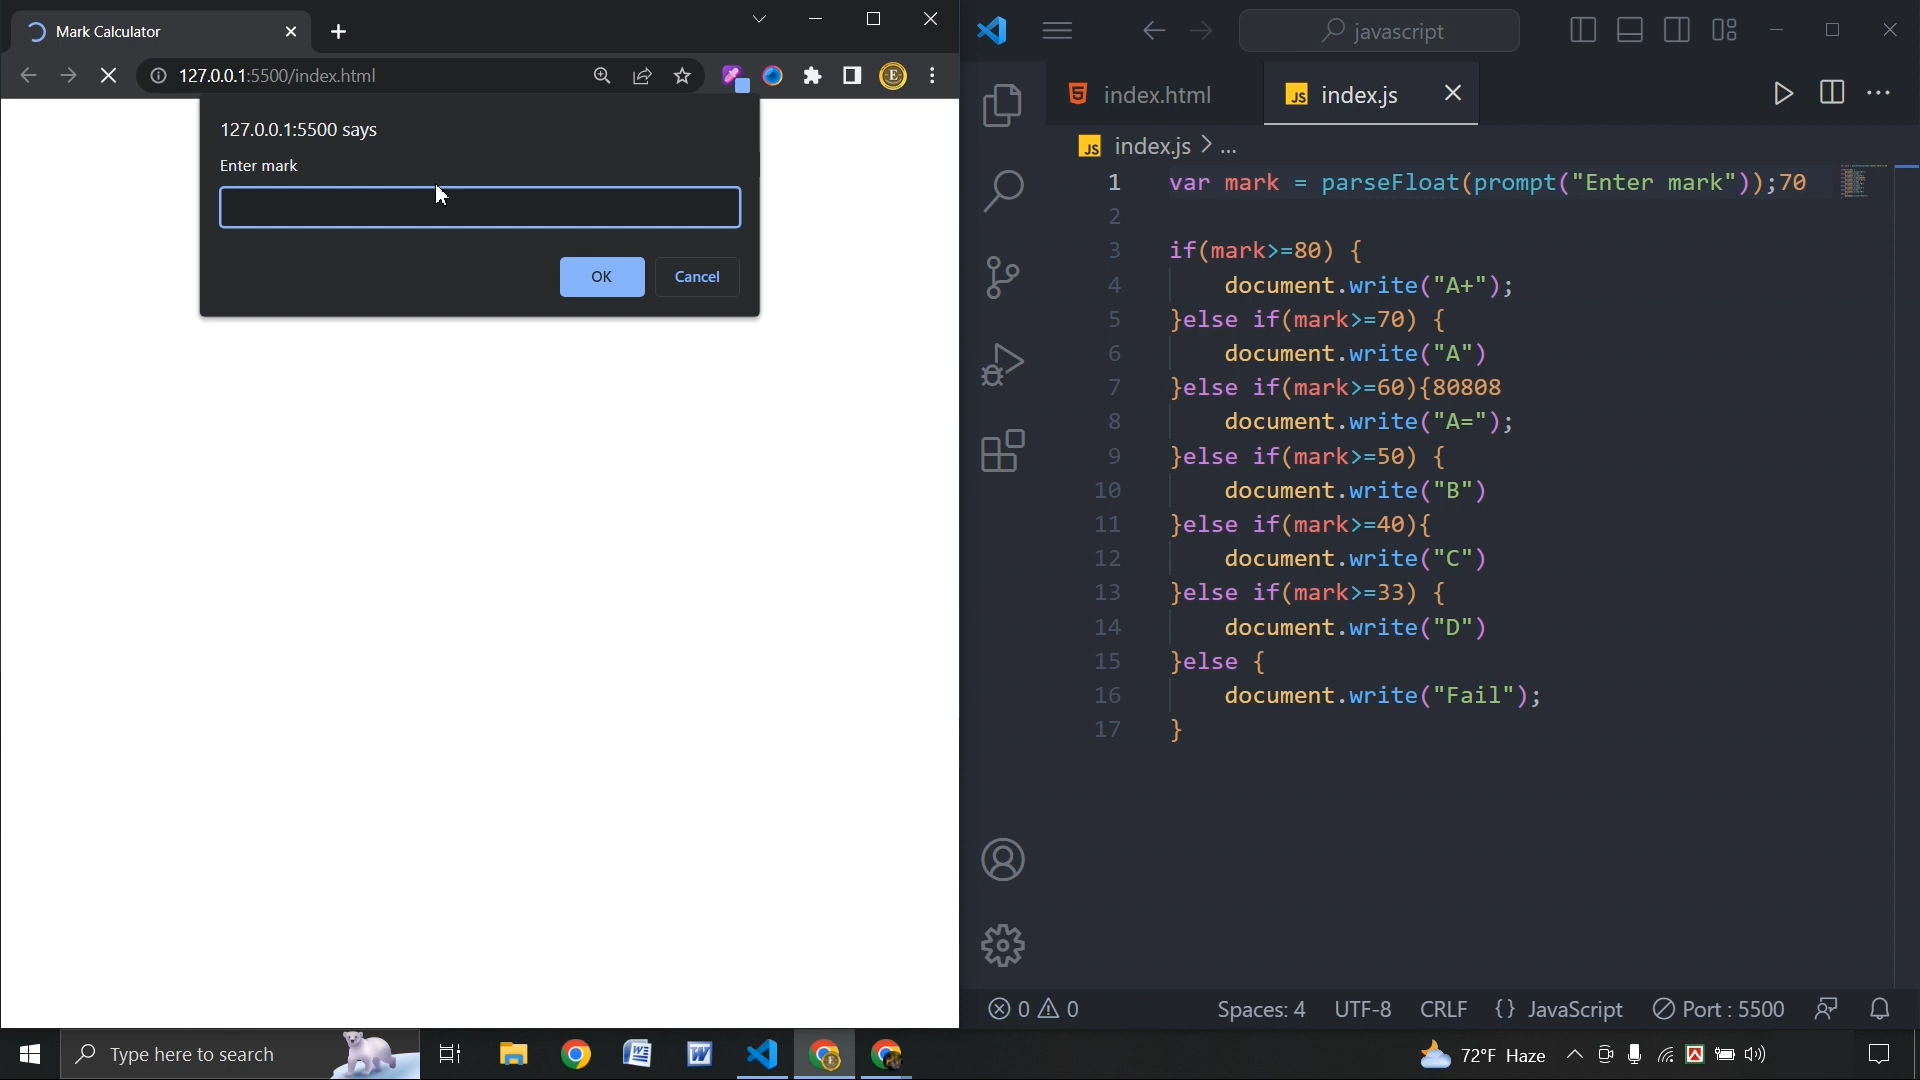 Mark Calculator
127.0.0.1:5500/index.html
127.0.0.1:5500 says
Enter mark
OK
Cancel
javascript
index.html
index.js
index.js > ...
1 var mark = parseFloat(prompt("Enter mark"));70
2
3 if(mark>=80) {
4 document.write("A+");
5 }else if(mark>=70) {
6 document.write("A")
7 }else if(mark>=60){80808
8 document.write("A=");
9 }else if(mark>=50) {
10 document.write("B")
11 }else if(mark>=40){
12 document.write("C")
13 }else if(mark>=33) {
14 document.write("D")
15 }else {
16 document.write("Fail");
17 }
0 0
Spaces: 4
UTF-8
CRLF
{} JavaScript
Port : 5500
Type here to search
72°F Haze